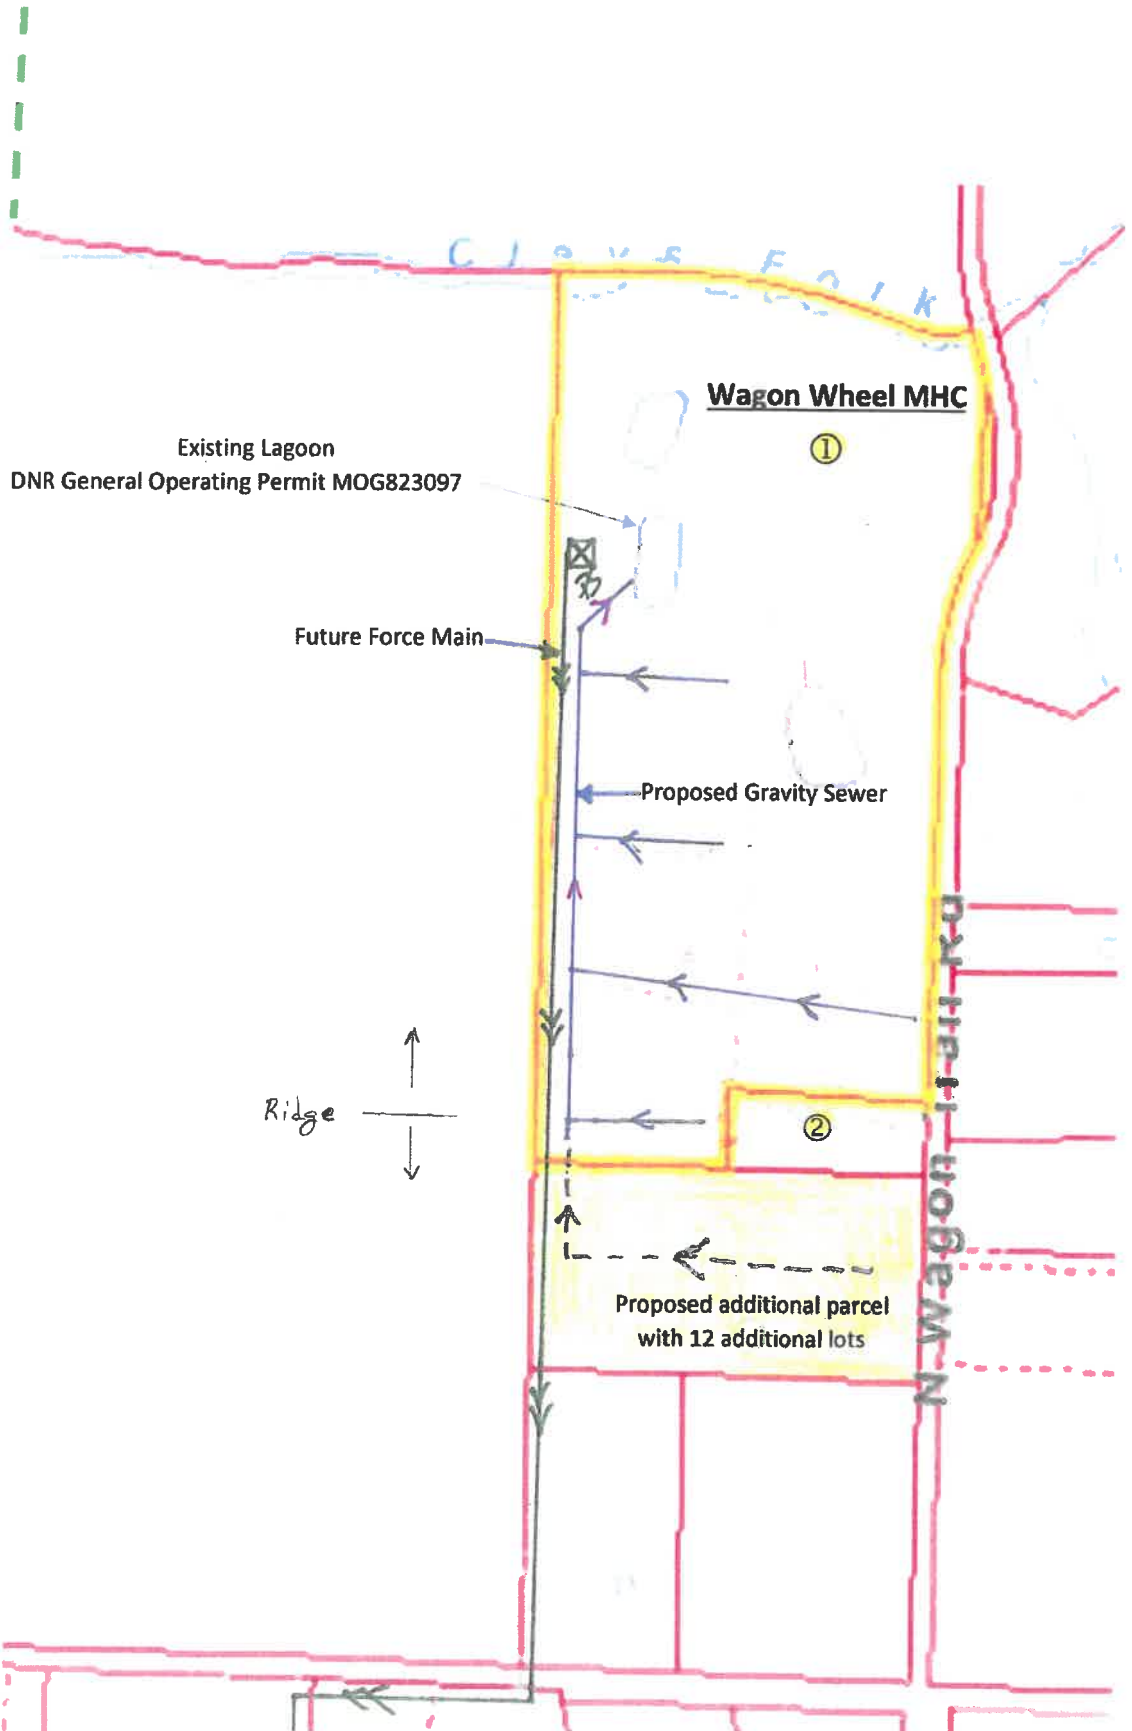 Wagon Wheel MHC
①
Existing Lagoon
DNR General Operating Permit MOG823097
Future Force Main
Proposed Gravity Sewer
Ridge
②
Proposed additional parcel
with 12 additional lots
N Wagon Trail Rd